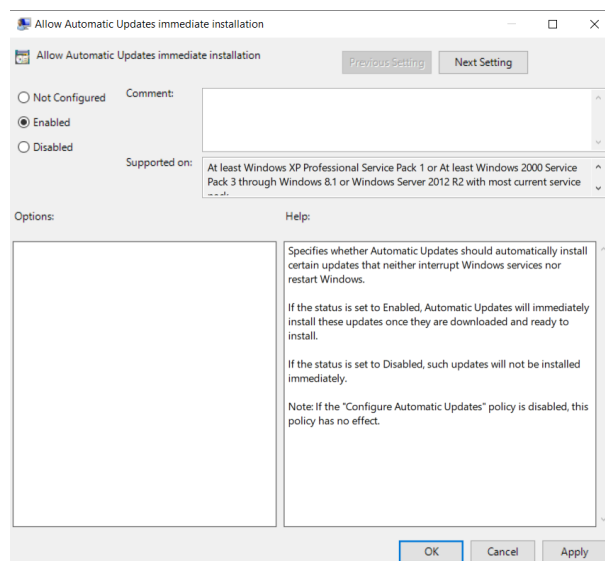 Allow Automatic Updates immediate installation
Allow Automatic Updates immediate installation
Previous Setting
Next Setting
Not Configured
Enabled
Disabled
Comment:
Supported on:
At least Windows XP Professional Service Pack 1 or At least Windows 2000 Service
Pack 3 through Windows 8.1 or Windows Server 2012 R2 with most current service
Options:
Help:
Specifies whether Automatic Updates should automatically install
certain updates that neither interrupt Windows services nor
restart Windows.
If the status is set to Enabled, Automatic Updates will immediately
install these updates once they are downloaded and ready to
install.
If the status is set to Disabled, such updates will not be installed
immediately.
Note: If the "Configure Automatic Updates" policy is disabled, this
policy has no effect.
OK
Cancel
Apply